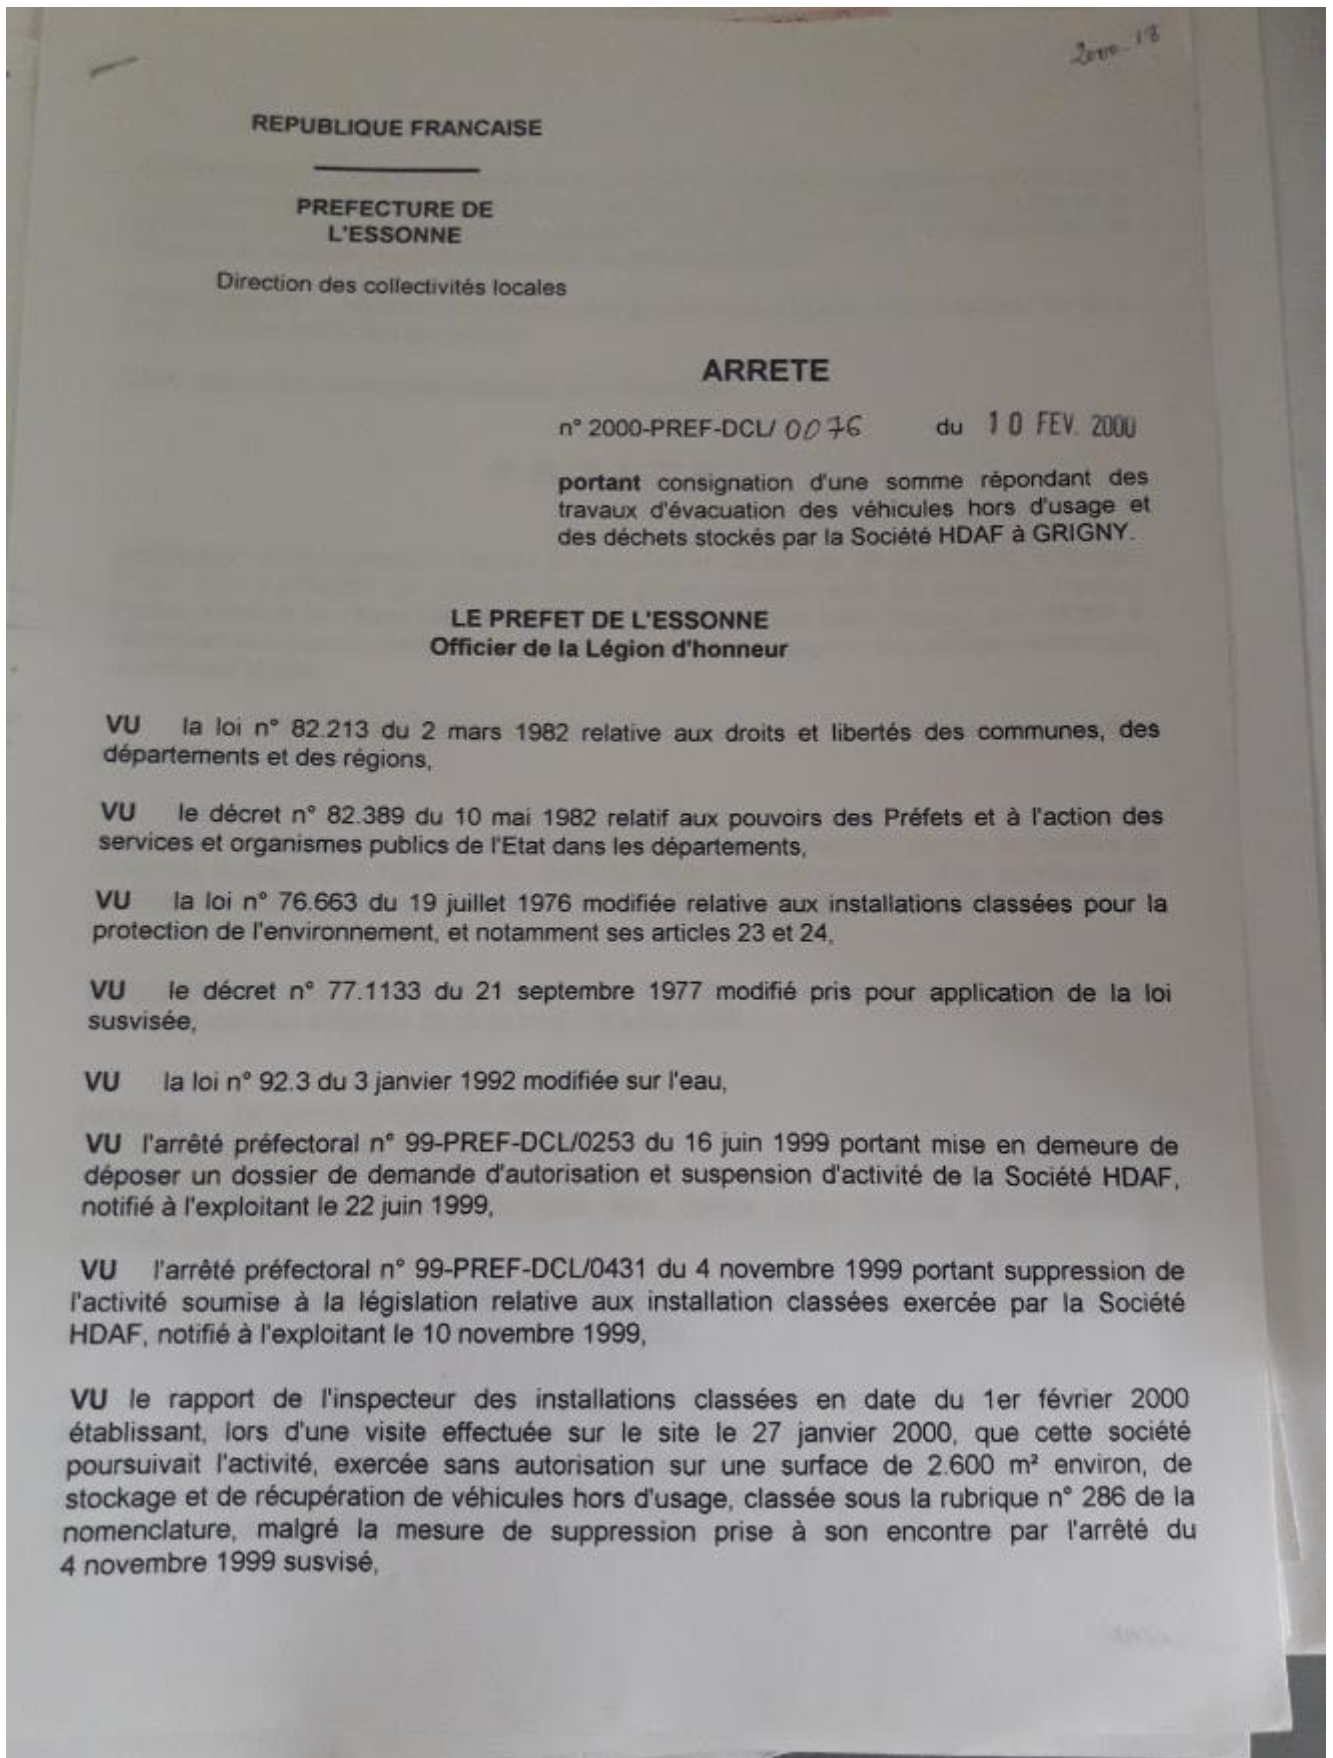 2000.18
REPUBLIQUE FRANCAISE
PREFECTURE DE
L'ESSONNE
Direction des collectivités locales
ARRETE
n° 2000-PREF-DCL/ 0076 du 10 FEV. 2000
portant consignation d'une somme répondant des
travaux d'évacuation des véhicules hors d'usage et
des déchets stockés par la Société HDAF à GRIGNY.
LE PREFET DE L'ESSONNE
Officier de la Légion d'honneur
VU la loi n° 82.213 du 2 mars 1982 relative aux droits et libertés des communes, des
départements et des régions,
VU le décret n° 82.389 du 10 mai 1982 relatif aux pouvoirs des Préfets et à l'action des
services et organismes publics de l'Etat dans les départements,
VU la loi n° 76.663 du 19 juillet 1976 modifiée relative aux installations classées pour la
protection de l'environnement, et notamment ses articles 23 et 24,
VU le décret n° 77.1133 du 21 septembre 1977 modifié pris pour application de la loi
susvisée,
VU la loi n° 92.3 du 3 janvier 1992 modifiée sur l'eau,
VU l'arrêté préfectoral n° 99-PREF-DCL/0253 du 16 juin 1999 portant mise en demeure de
déposer un dossier de demande d'autorisation et suspension d'activité de la Société HDAF,
notifié à l'exploitant le 22 juin 1999,
VU l'arrêté préfectoral n° 99-PREF-DCL/0431 du 4 novembre 1999 portant suppression de
l'activité soumise à la législation relative aux installation classées exercée par la Société
HDAF, notifié à l'exploitant le 10 novembre 1999,
VU le rapport de l'inspecteur des installations classées en date du 1er février 2000
établissant, lors d'une visite effectuée sur le site le 27 janvier 2000, que cette société
poursuivait l'activité, exercée sans autorisation sur une surface de 2.600 m² environ, de
stockage et de récupération de véhicules hors d'usage, classée sous la rubrique n° 286 de la
nomenclature, malgré la mesure de suppression prise à son encontre par l'arrêté du
4 novembre 1999 susvisé,